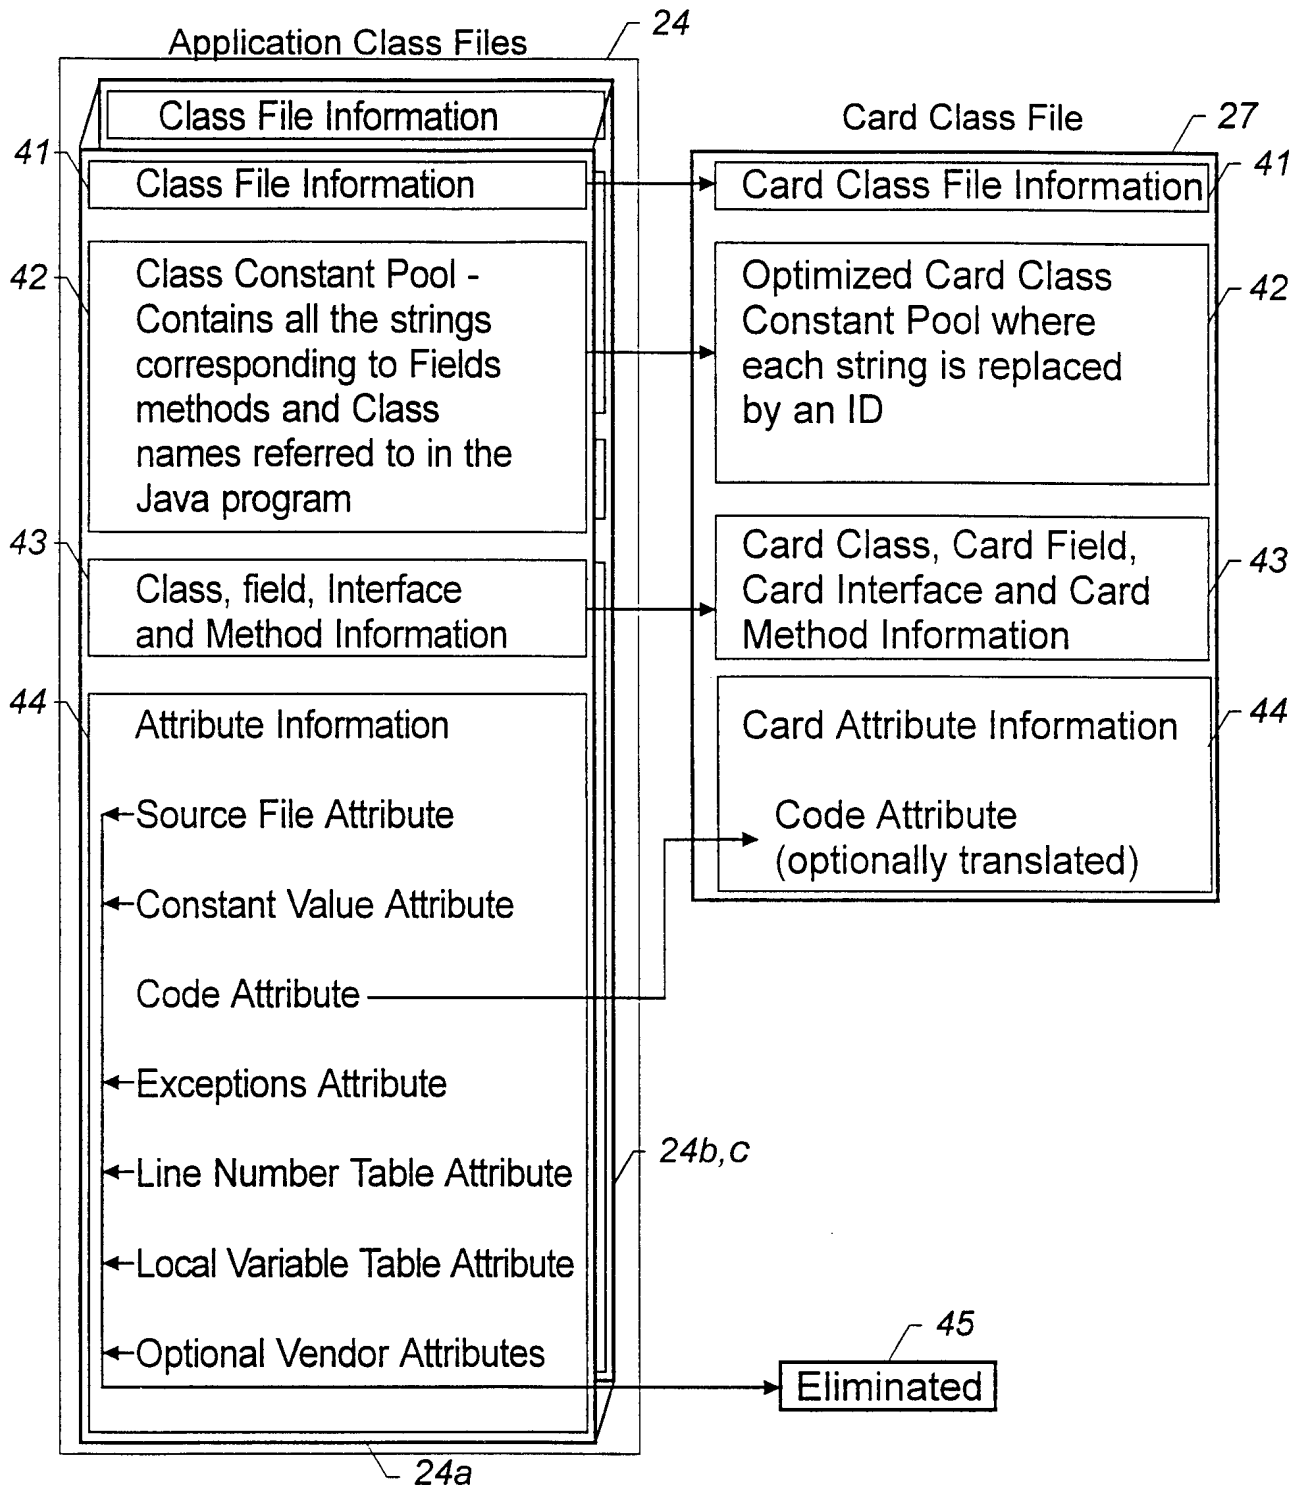 Application Class Files
24
Class File Information
41
Class File Information
42
Class Constant Pool -
Contains all the strings
corresponding to Fields
methods and Class
names referred to in the
Java program
43
Class, field, Interface
and Method Information
44
Attribute Information
Source File Attribute
Constant Value Attribute
Code Attribute
Exceptions Attribute
Line Number Table Attribute
Local Variable Table Attribute
Optional Vendor Attributes
24b,c
24a
Card Class File
27
Card Class File Information
41
Optimized Card Class
Constant Pool where
each string is replaced
by an ID
42
Card Class, Card Field,
Card Interface and Card
Method Information
43
Card Attribute Information
44
Code Attribute
(optionally translated)
45
Eliminated